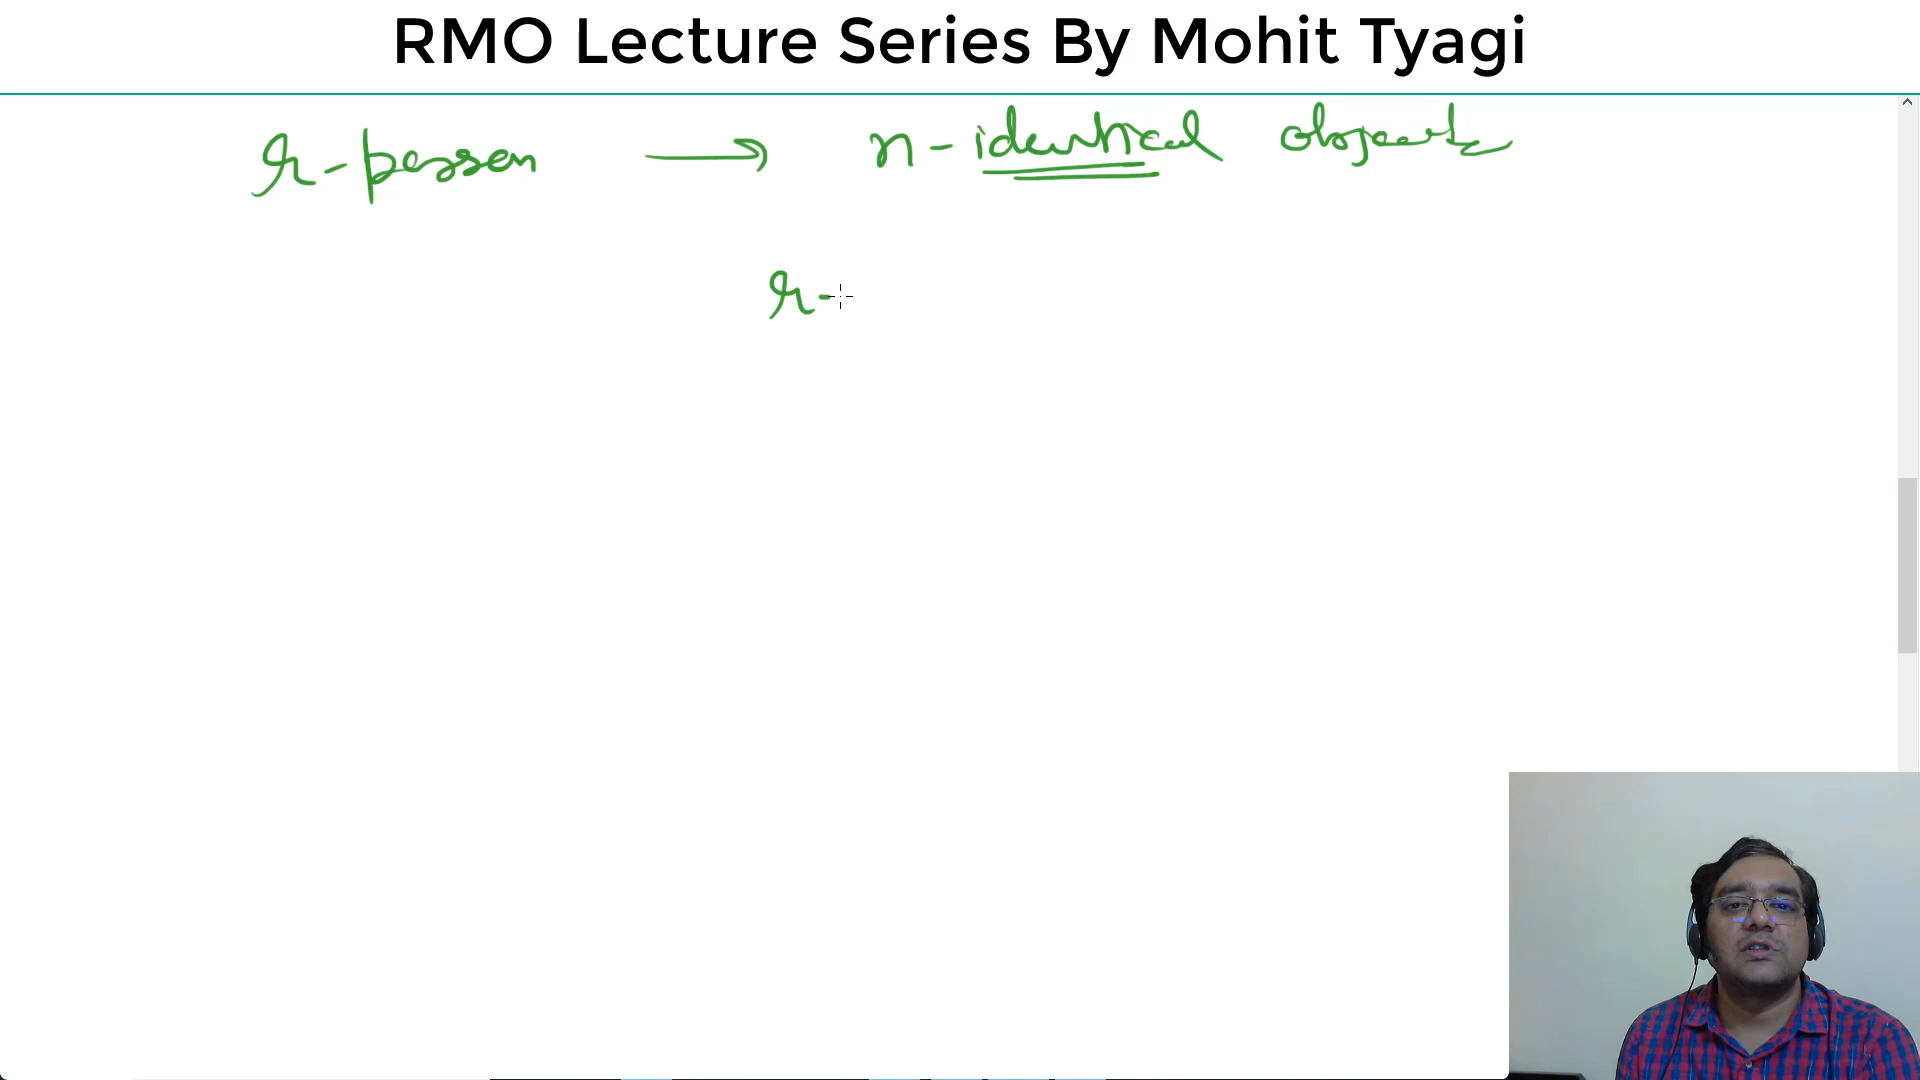 RMO Lecture Series By Mohit Tyagi
r-person → n-identical objects
r-